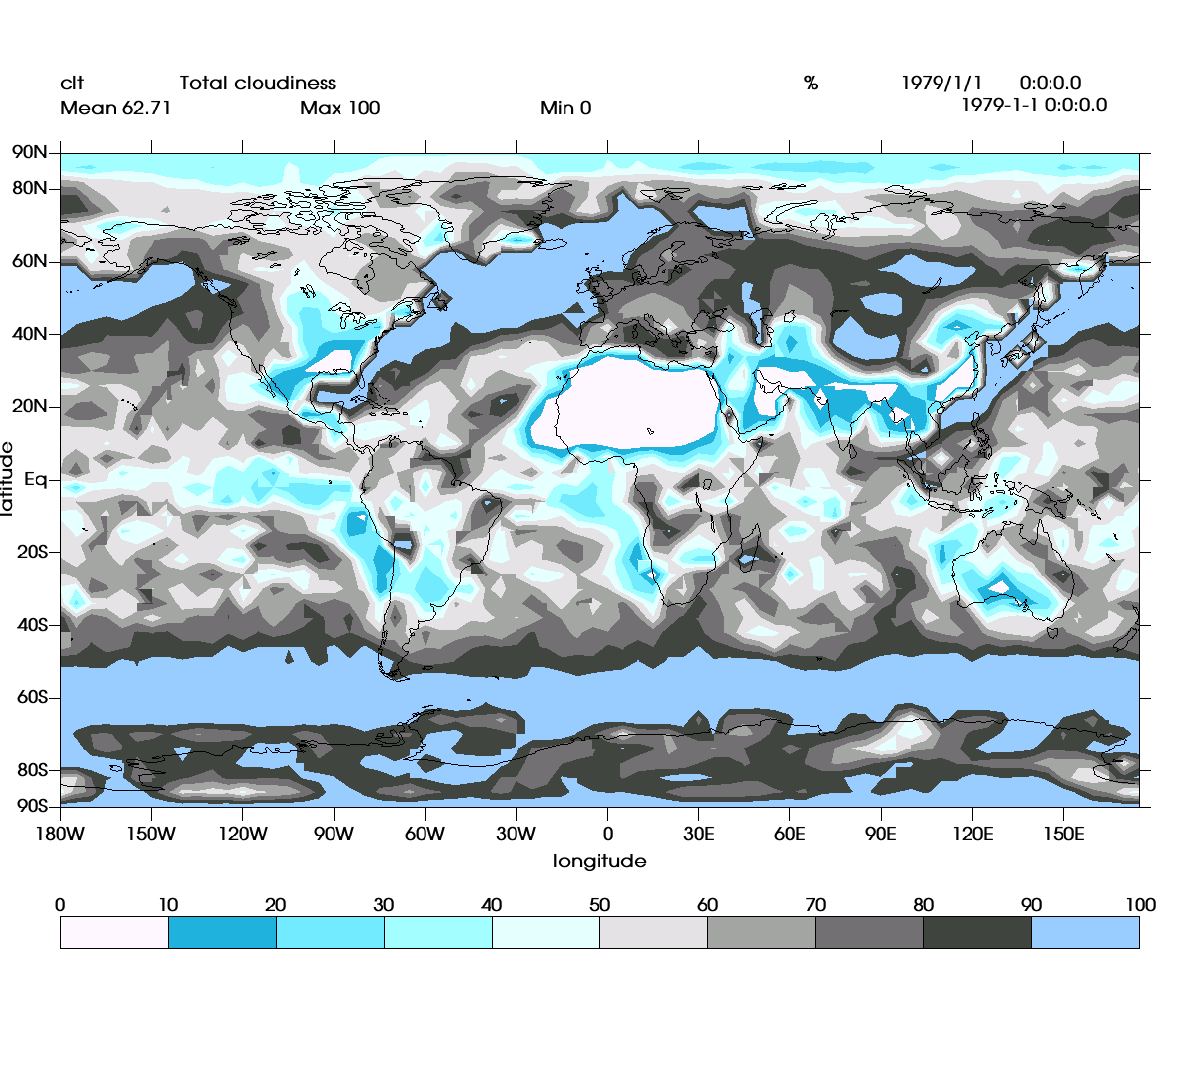 clt Total cloudiness % 1979/1/1 0:0:0.0
Mean 62.71 Max 100 Min 0 1979-1-1 0:0:0.0
90N
80N
60N
40N
20N
Eq
20S
40S
60S
80S
90S
latitude
180W 150W 120W 90W 60W 30W 0 30E 60E 90E 120E 150E
longitude
0 10 20 30 40 50 60 70 80 90 100